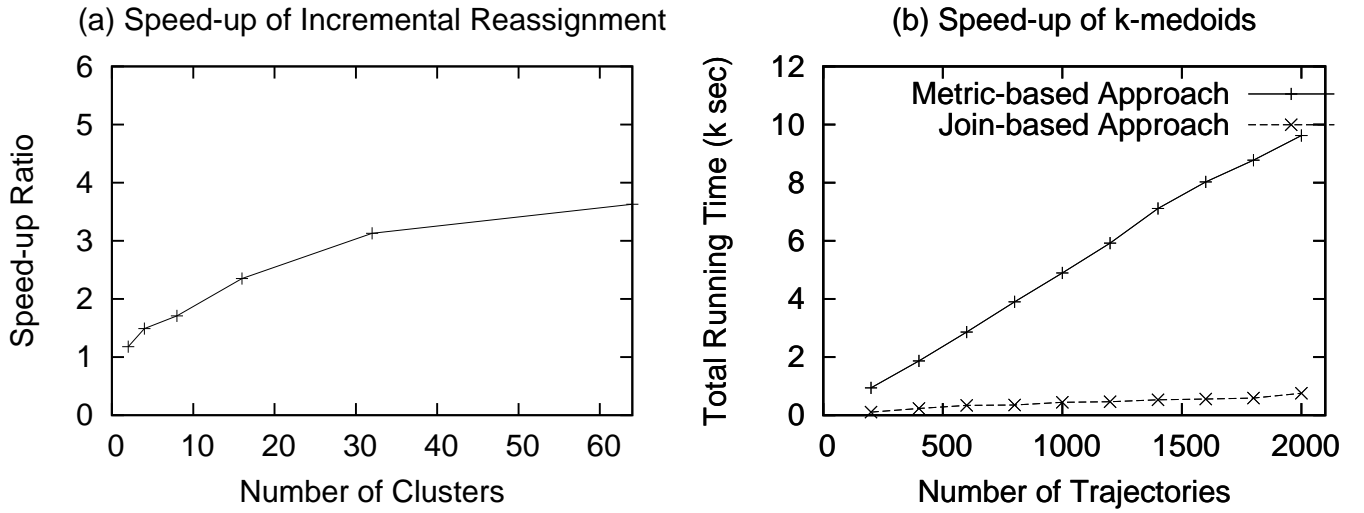 (a) Speed-up of Incremental Reassignment
6
5
4
3
2
1
0
0 10 20 30 40 50 60
Speed-up Ratio
Number of Clusters
(b) Speed-up of k-medoids
12
10
8
6
4
2
0
0 500 1000 1500 2000
Total Running Time (k sec)
Number of Trajectories
Metric-based Approach
Join-based Approach